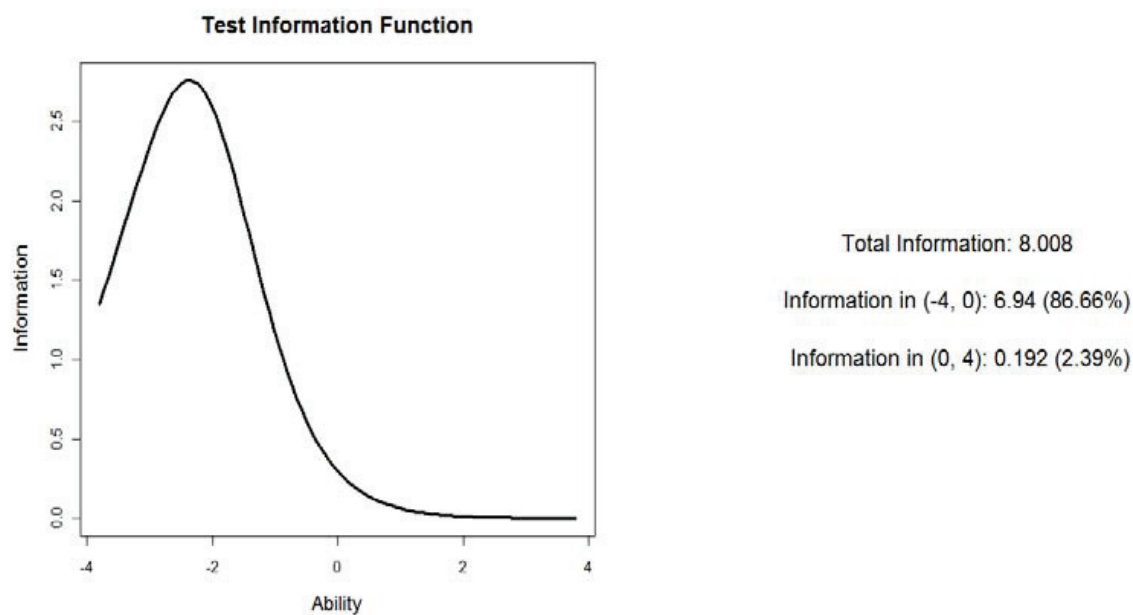 Test Information Function
2.5
2.0
1.5
1.0
0.5
0.0
Information
-4
-2
0
2
4
Ability
Total Information: 8.008
Information in (-4, 0): 6.94 (86.66%)
Information in (0, 4): 0.192 (2.39%)